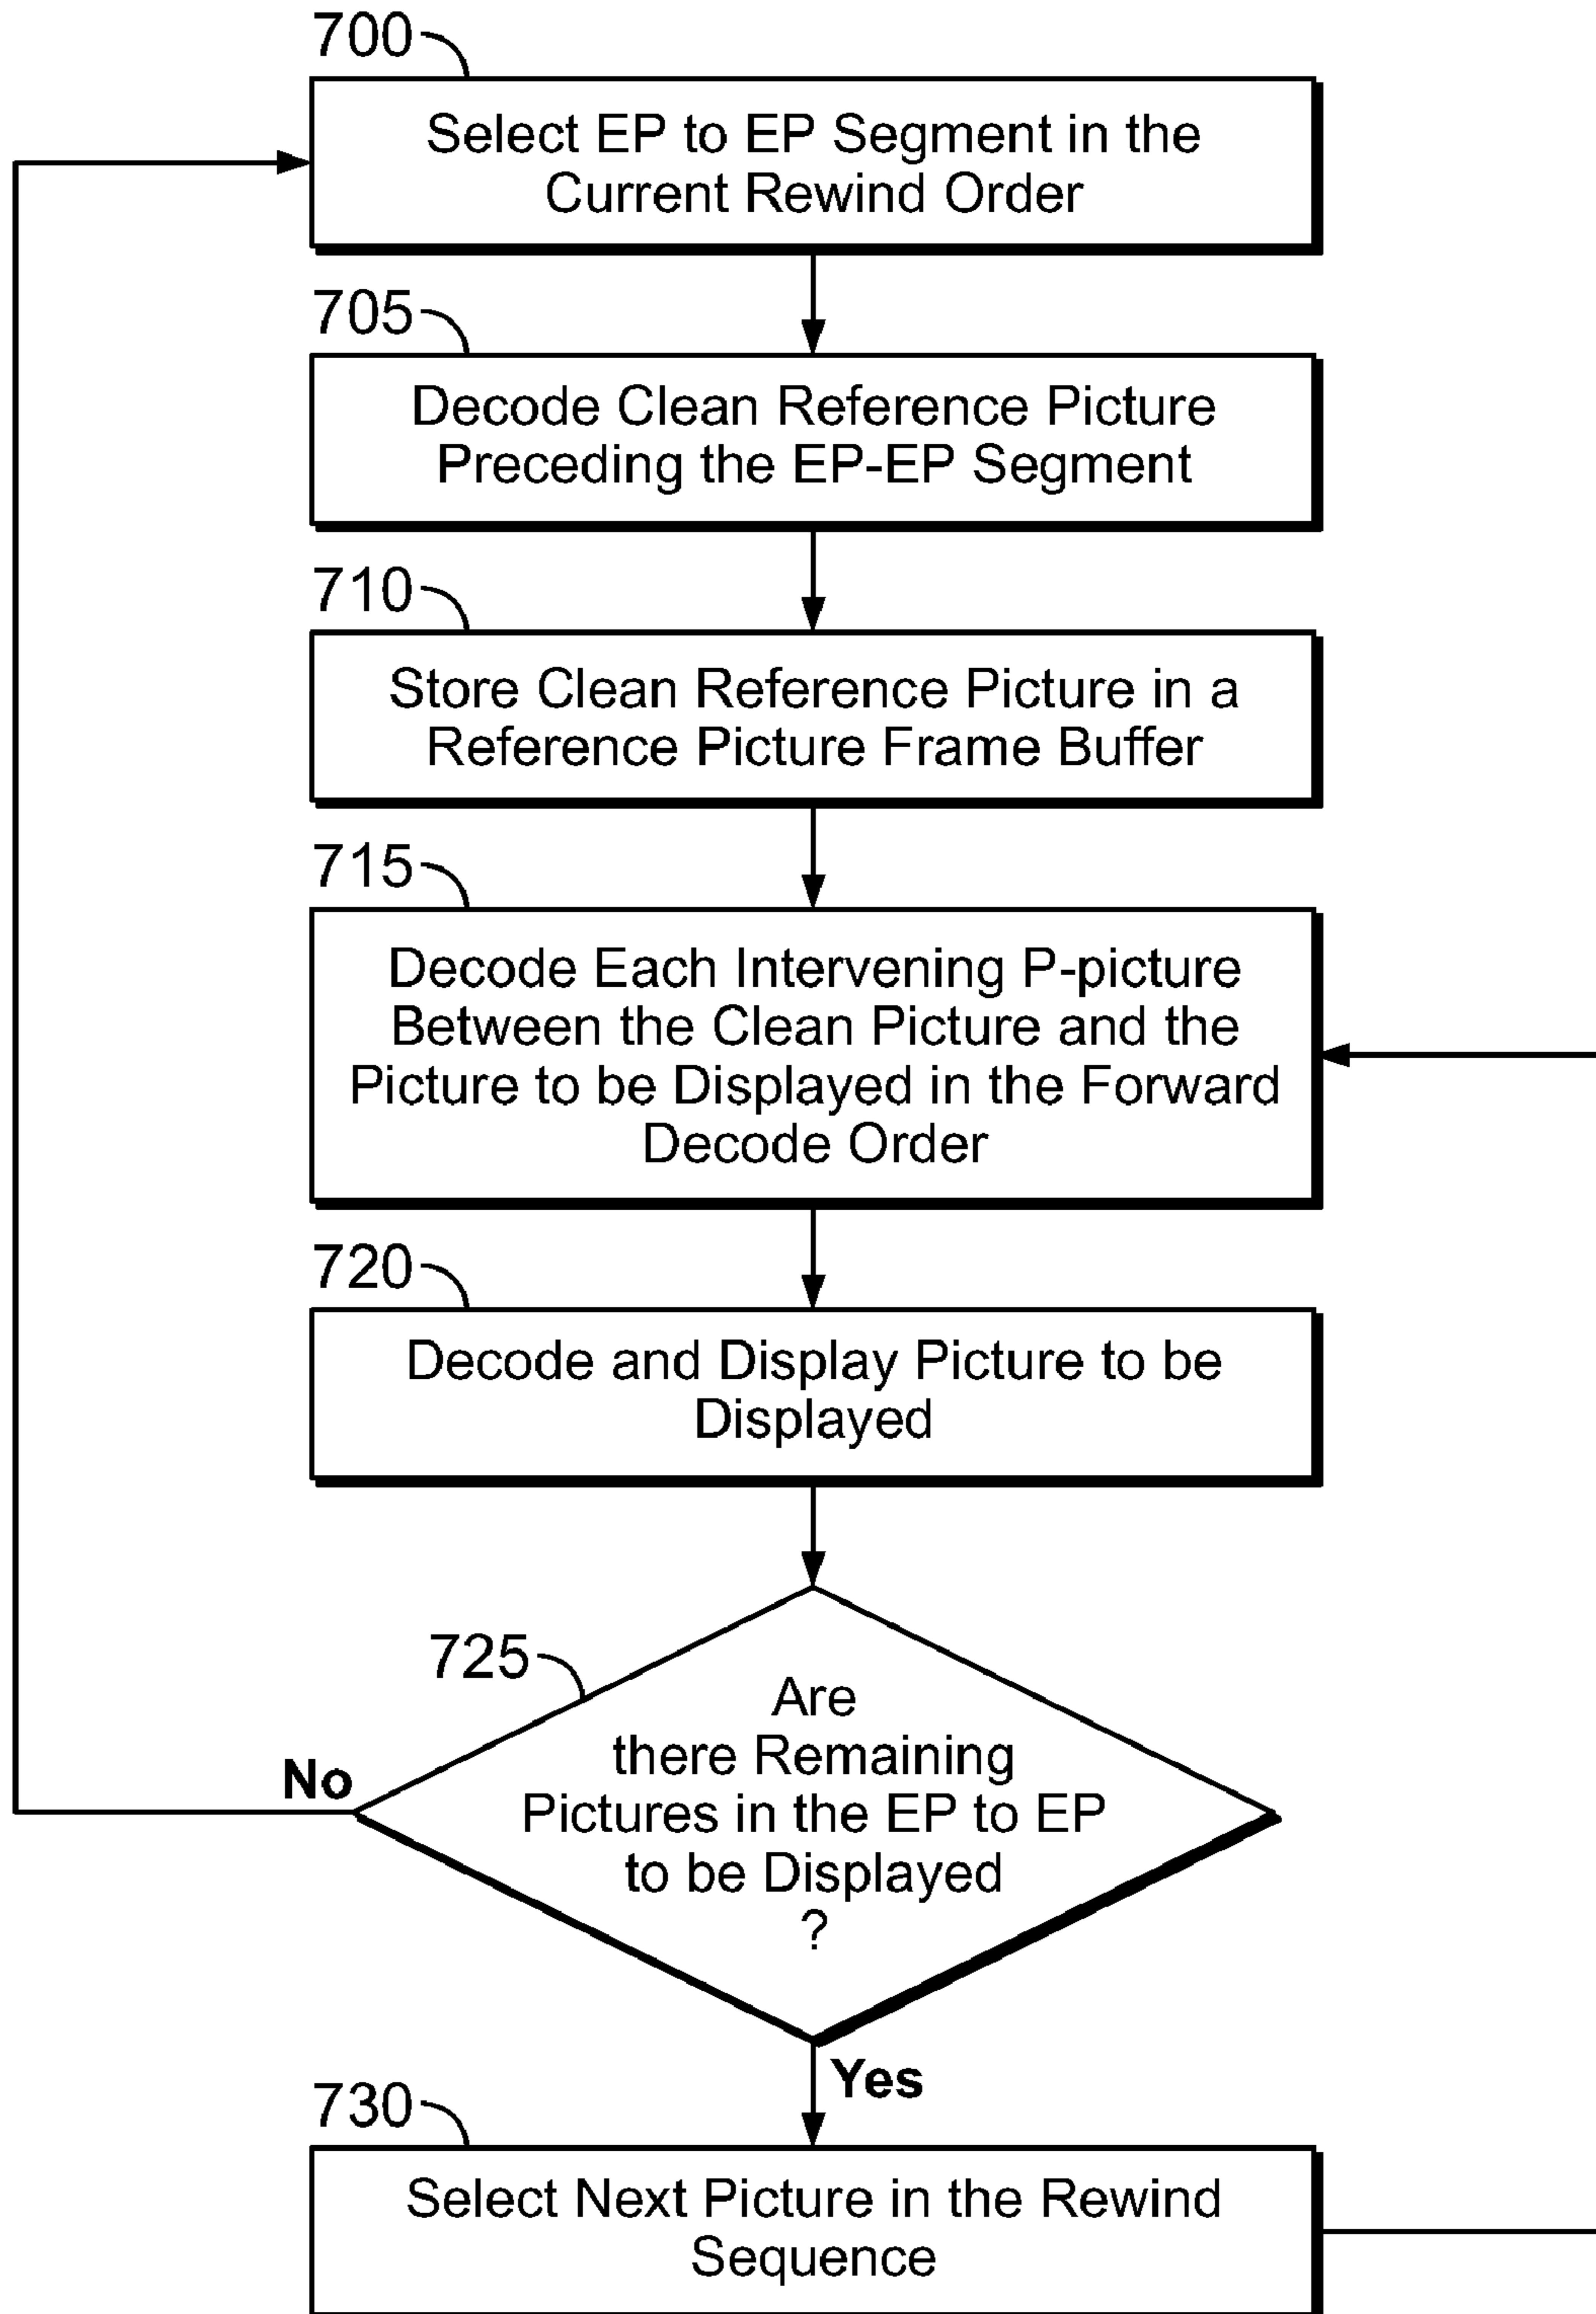 700
Select EP to EP Segment in the
Current Rewind Order
705
Decode Clean Reference Picture
Preceding the EP-EP Segment
710
Store Clean Reference Picture in a
Reference Picture Frame Buffer
715
Decode Each Intervening P-picture
Between the Clean Picture and the
Picture to be Displayed in the Forward
Decode Order
720
Decode and Display Picture to be
Displayed
725
Are
there Remaining
Pictures in the EP to EP
to be Displayed
?
No
Yes
730
Select Next Picture in the Rewind
Sequence